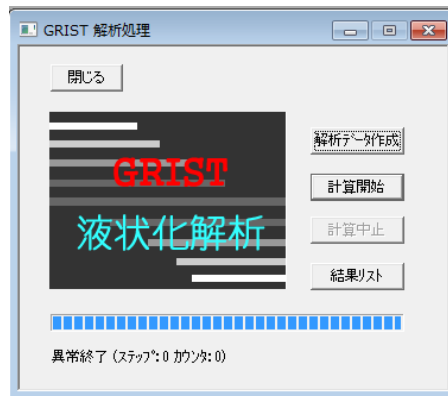 GRIST 解析処理
閉じる
GRIST
液状化解析
解析ﾃﾞｰﾀ作成
計算開始
計算中止
結果ﾘｽﾄ
異常終了 (ｽﾃｯﾌﾟ: 0 ｶｳﾝﾀ: 0)